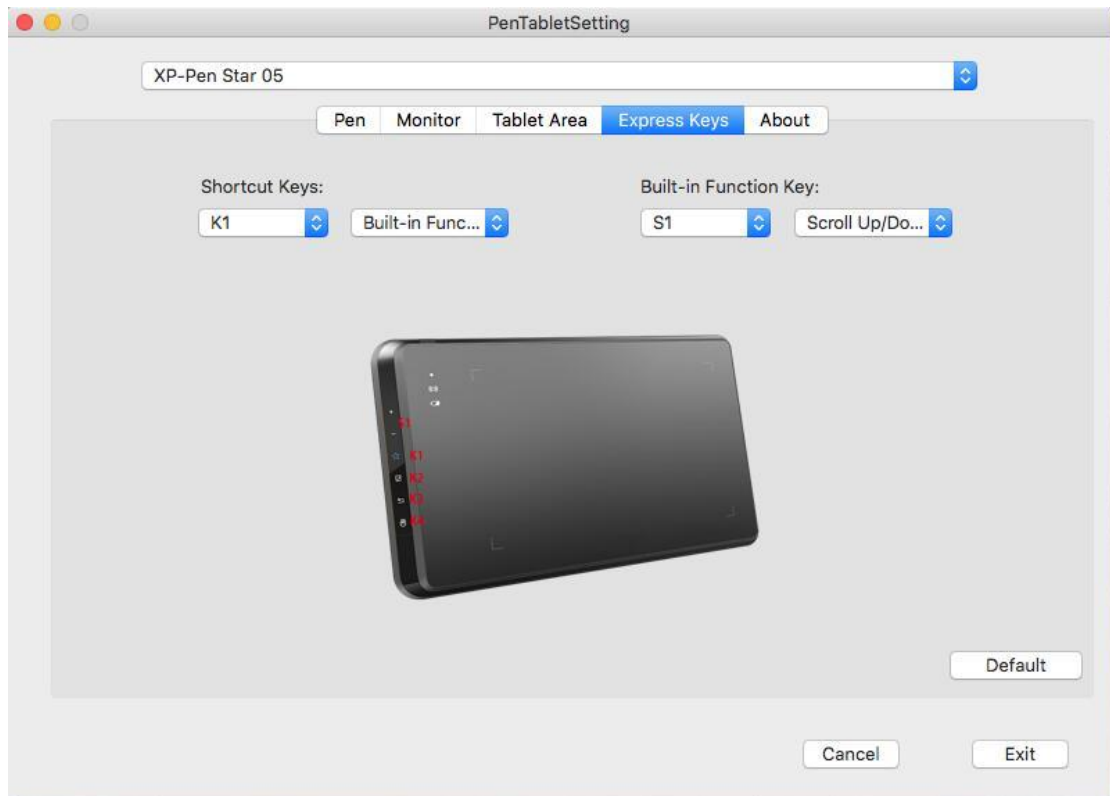 PenTabletSetting
XP-Pen Star 05
Pen Monitor Tablet Area Express Keys About
Shortcut Keys: Built-in Function Key:
K1 Built-in Func... S1 Scroll Up/Do...
S1
K1
K2
K3
K4
Default
Cancel Exit